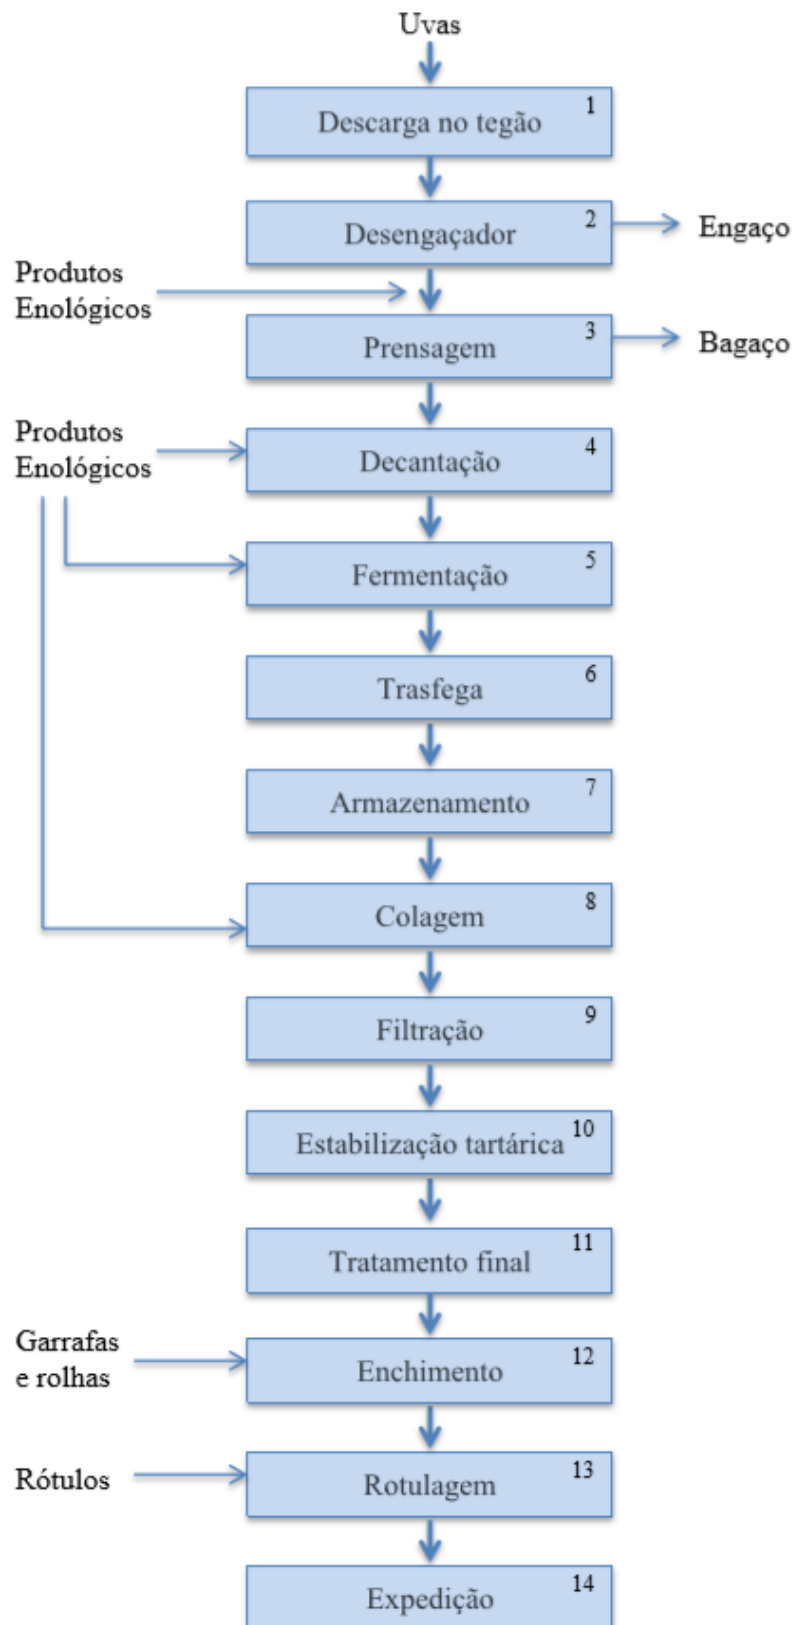 Uvas
1
Descarga no tegão
2
Desengaçador
Engaço
Produtos
Enológicos
3
Prensagem
Bagaço
Produtos
Enológicos
4
Decantação
5
Fermentação
6
Trasfega
7
Armazenamento
8
Colagem
9
Filtração
10
Estabilização tartárica
11
Tratamento final
Garrafas
e rolhas
12
Enchimento
13
Rótulos
Rotulagem
14
Expedição